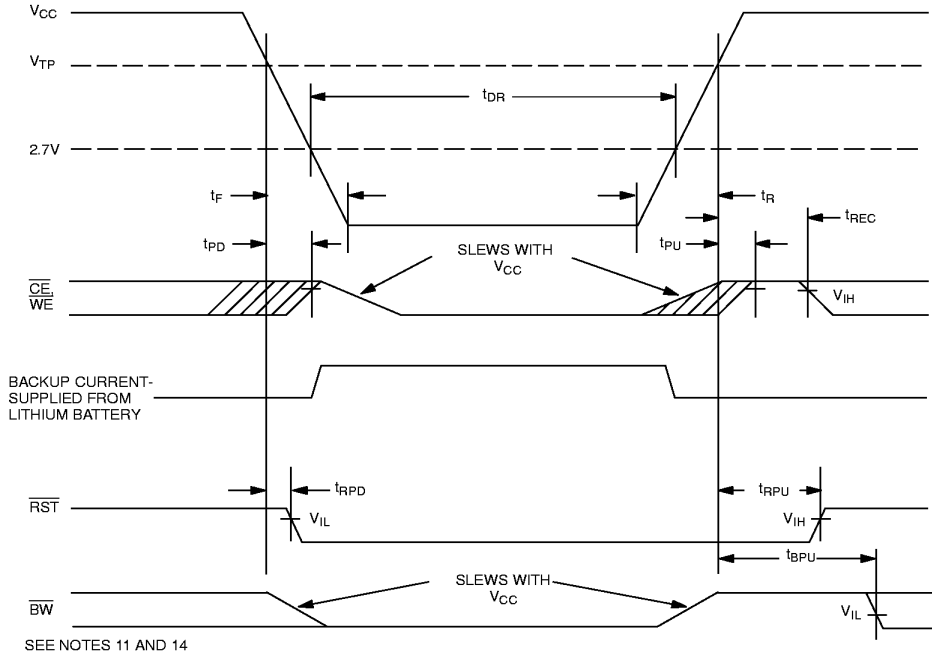 VCC
VTP
tDR
2.7V
tF
tR
tREC
tPD
tPU
SLEWS WITH
VCC
CE,
WE
VIH
BACKUP CURRENT-
SUPPLIED FROM
LITHIUM BATTERY
tRPD
tRPU
RST
VIL
VIH
tBPU
SLEWS WITH
VCC
BW
VIL
SEE NOTES 11 AND 14